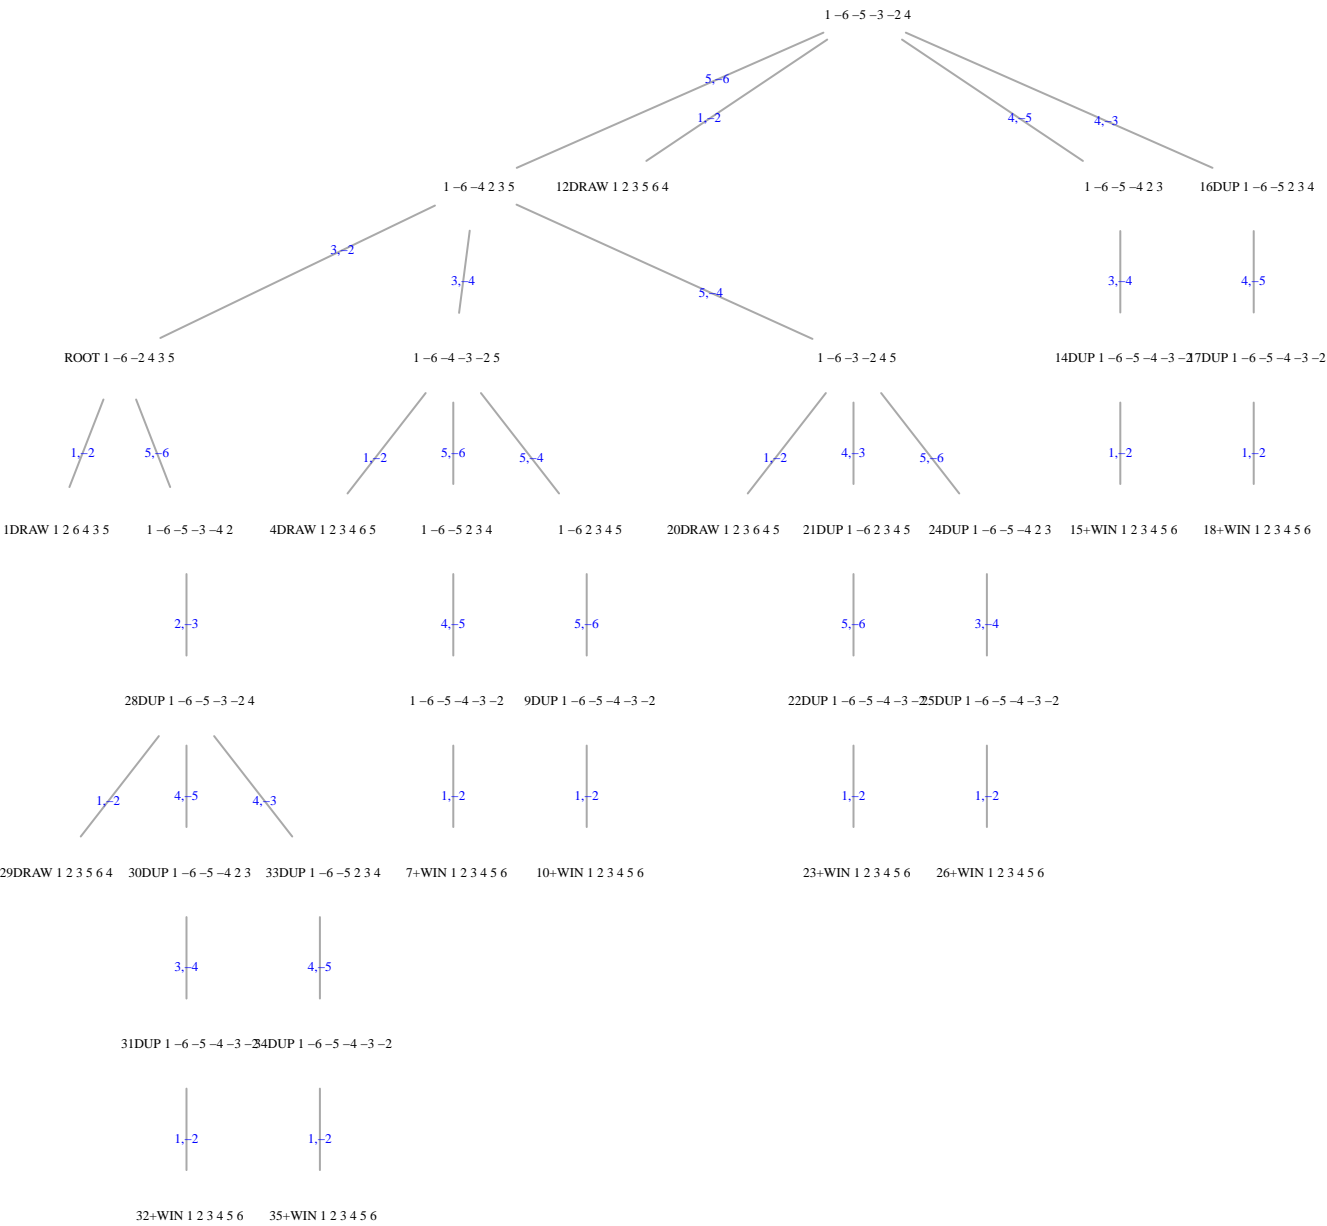 1 –6 –5 –3 –2 4
5,–6
1,–2
4,–5
4,–3
1 –6 –4 2 3 5
12DRAW 1 2 3 5 6 4
1 –6 –5 –4 2 3
16DUP 1 –6 –5 2 3 4
3,–2
3,–4
5,–4
3,–4
4,–5
ROOT 1 –6 –2 4 3 5
1 –6 –4 –3 –2 5
1 –6 –3 –2 4 5
14DUP 1 –6 –5 –4 –3 –2
17DUP 1 –6 –5 –4 –3 –2
1,–2
5,–6
1,–2
5,–6
5,–4
1,–2
4,–3
5,–6
1,–2
1,–2
1DRAW 1 2 6 4 3 5
1 –6 –5 –3 –4 2
4DRAW 1 2 3 4 6 5
1 –6 –5 2 3 4
1 –6 2 3 4 5
20DRAW 1 2 3 6 4 5
21DUP 1 –6 2 3 4 5
24DUP 1 –6 –5 –4 2 3
15+WIN 1 2 3 4 5 6
18+WIN 1 2 3 4 5 6
2,–3
4,–5
5,–6
5,–6
3,–4
28DUP 1 –6 –5 –3 –2 4
1 –6 –5 –4 –3 –2
9DUP 1 –6 –5 –4 –3 –2
22DUP 1 –6 –5 –4 –3 –2
25DUP 1 –6 –5 –4 –3 –2
1,–2
4,–5
4,–3
1,–2
1,–2
1,–2
1,–2
29DRAW 1 2 3 5 6 4
30DUP 1 –6 –5 –4 2 3
33DUP 1 –6 –5 2 3 4
7+WIN 1 2 3 4 5 6
10+WIN 1 2 3 4 5 6
23+WIN 1 2 3 4 5 6
26+WIN 1 2 3 4 5 6
3,–4
4,–5
31DUP 1 –6 –5 –4 –3 –2
34DUP 1 –6 –5 –4 –3 –2
1,–2
1,–2
32+WIN 1 2 3 4 5 6
35+WIN 1 2 3 4 5 6